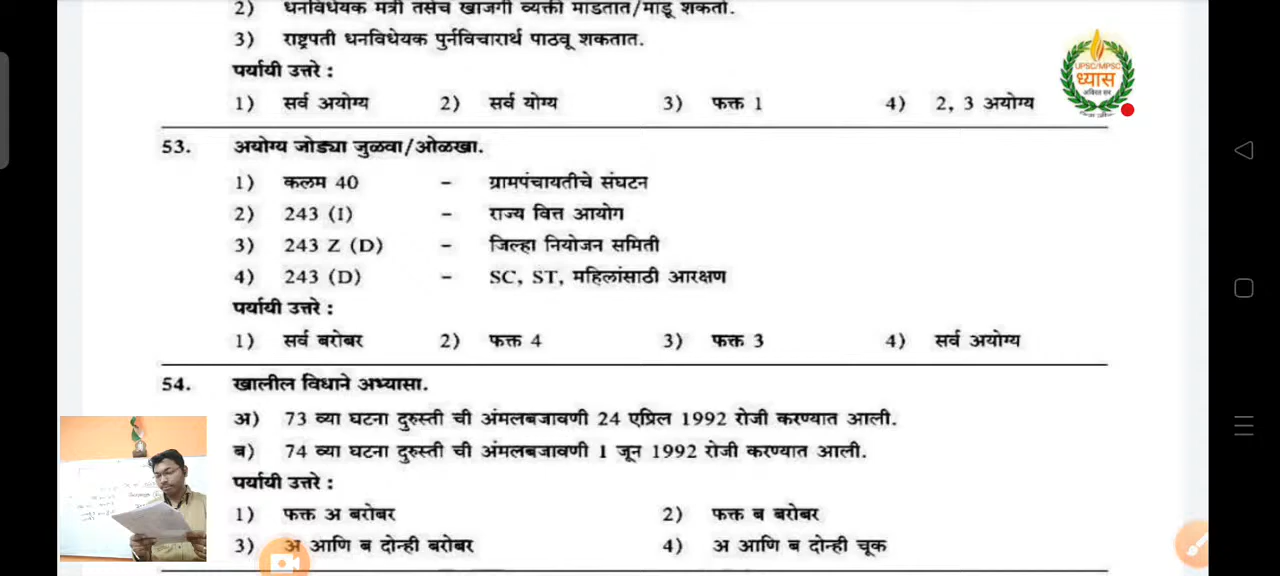 2) धनविधेयक मंत्री तसेच खाजगी व्यक्ती माडतात/माडू शकतो.
3) राष्ट्रपती धनविधेयक पुर्नविचारार्थ पाठवू शकतात.
पर्यायी उत्तरे :
1) सर्व अयोग्य 2) सर्व योग्य 3) फक्त 1 4) 2, 3 अयोग्य
UPSC/MPSC
ध्यास
53. अयोग्य जोड्या जुळवा/ओळखा.
1) कलम 40 – ग्रामपंचायतीचे संघटन
2) 243 (I) – राज्य वित्त आयोग
3) 243 Z (D) – जिल्हा नियोजन समिती
4) 243 (D) – SC, ST, महिलांसाठी आरक्षण
पर्यायी उत्तरे :
1) सर्व बरोबर 2) फक्त 4 3) फक्त 3 4) सर्व अयोग्य
54. खालील विधाने अभ्यासा.
अ) 73 व्या घटना दुरुस्ती ची अंमलबजावणी 24 एप्रिल 1992 रोजी करण्यात आली.
ब) 74 व्या घटना दुरुस्ती ची अंमलबजावणी 1 जून 1992 रोजी करण्यात आली.
पर्यायी उत्तरे :
1) फक्त अ बरोबर 2) फक्त ब बरोबर
3) अ आणि ब दोन्ही बरोबर 4) अ आणि ब दोन्ही चूक